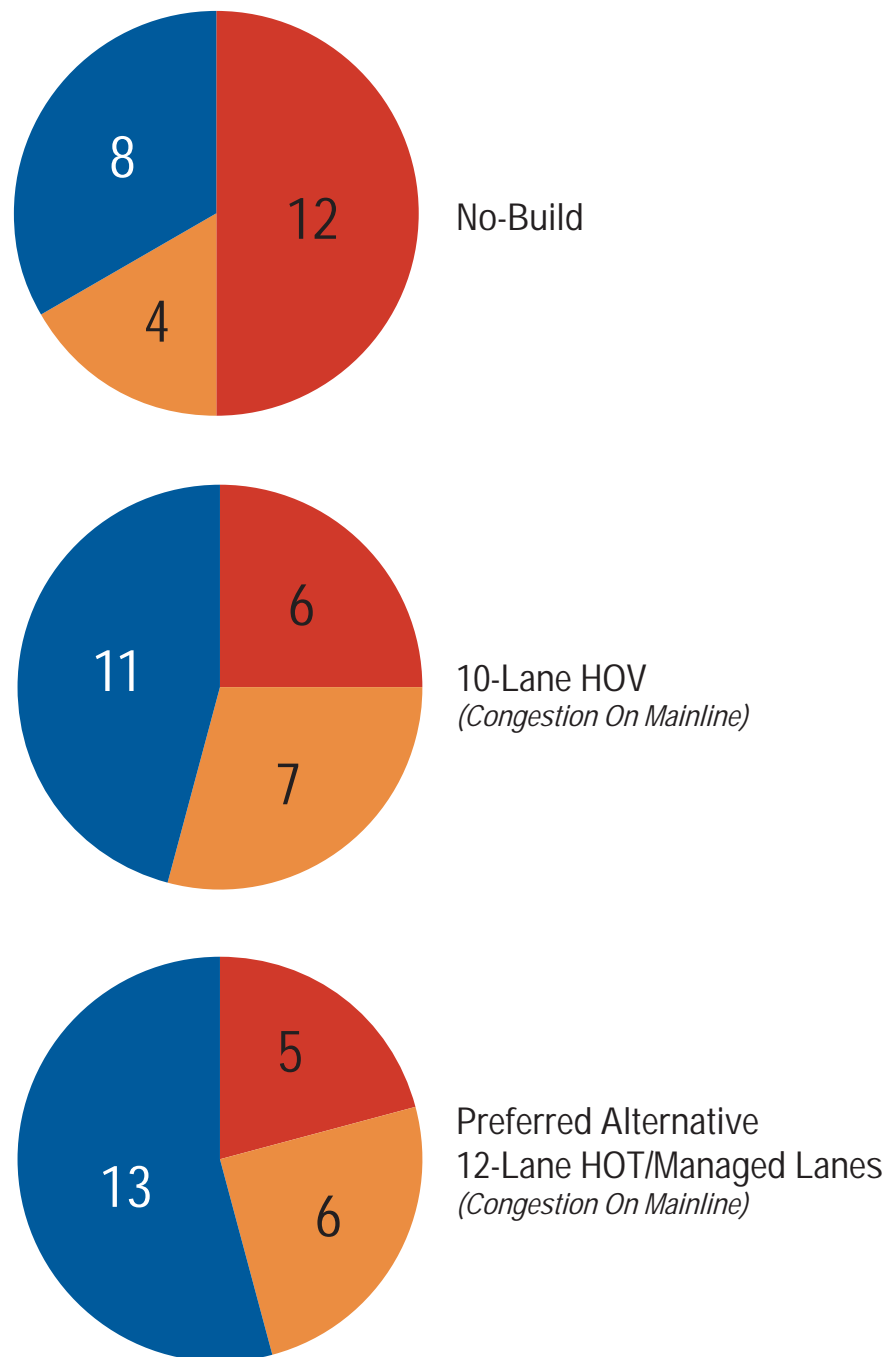 8
12
4
No-Build
11
6
7
10-Lane HOV
(Congestion On Mainline)
5
13
6
Preferred Alternative
12-Lane HOT/Managed Lanes
(Congestion On Mainline)